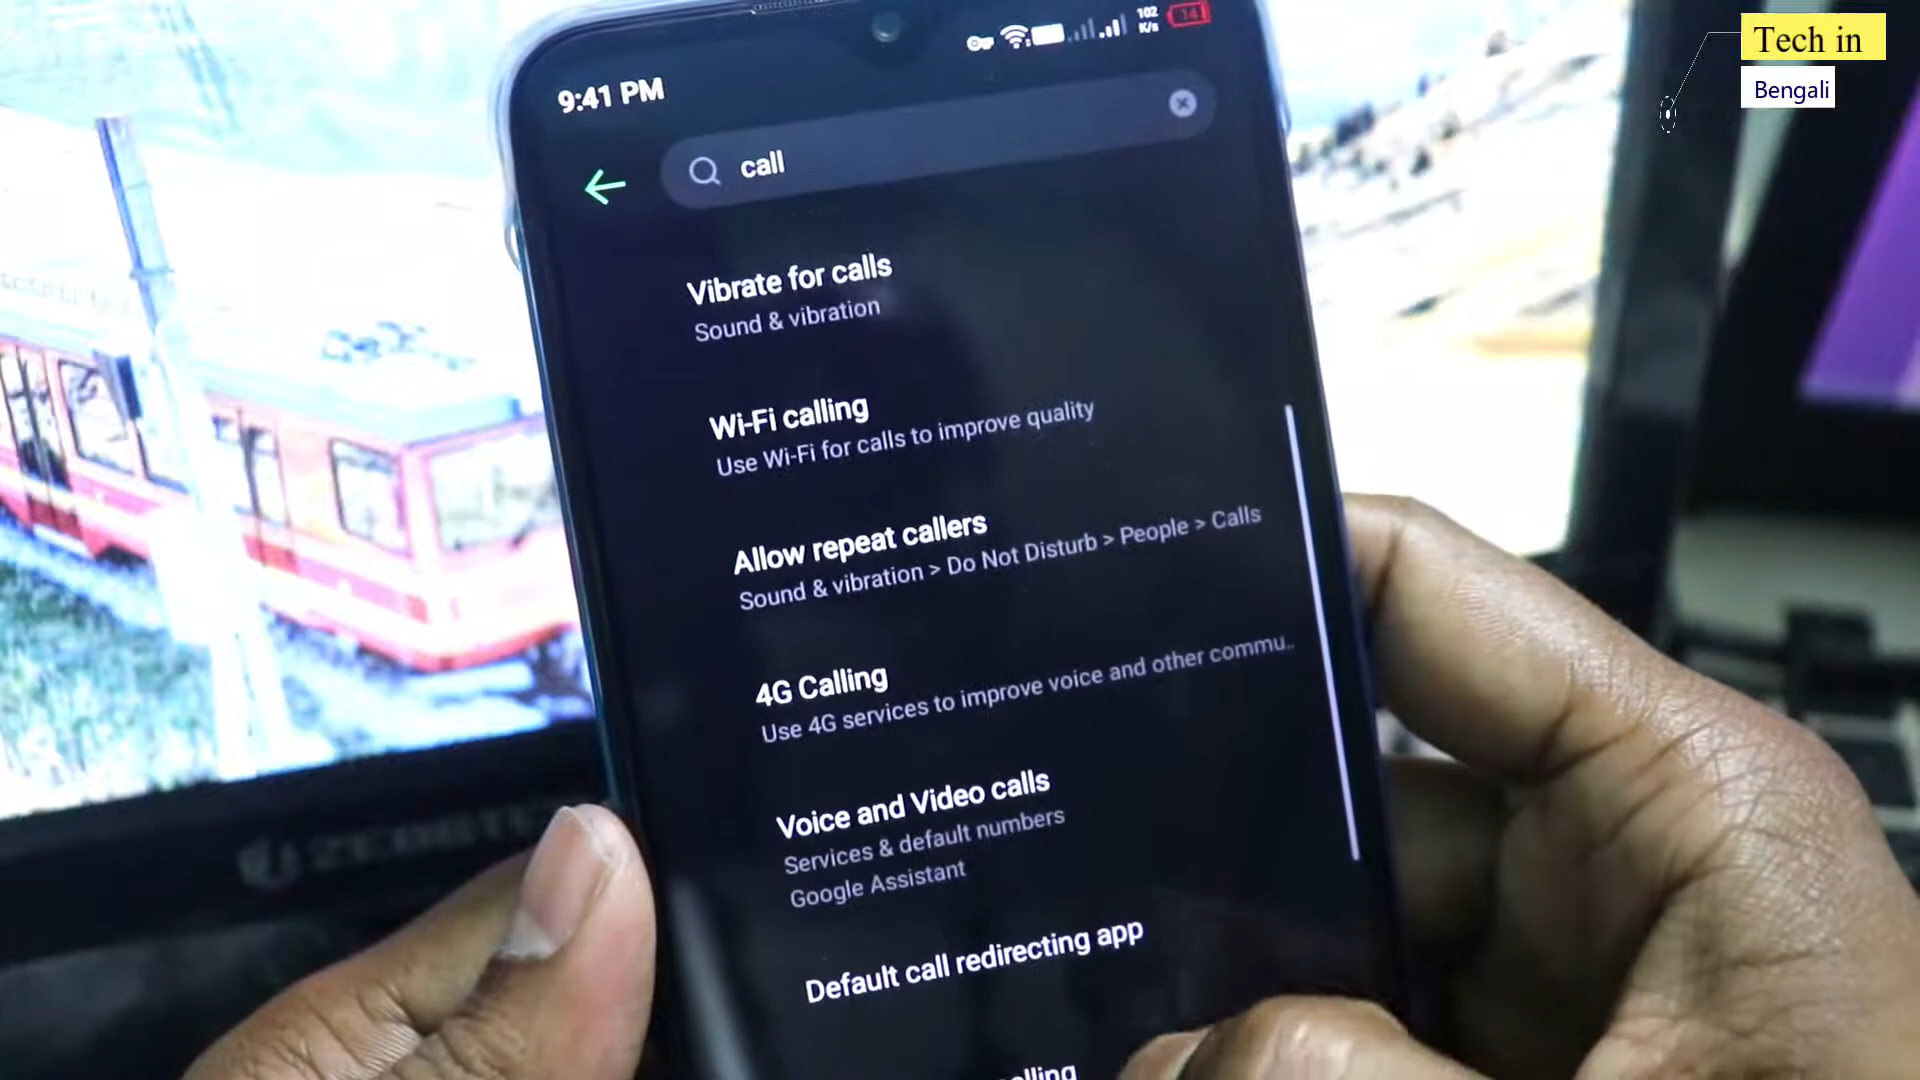 Tech in
Bengali
102
K/s
14
9:41 PM
call
Vibrate for calls
Sound & vibration
Wi-Fi calling
Use Wi-Fi for calls to improve quality
Allow repeat callers
Sound & vibration > Do Not Disturb > People > Calls
4G Calling
Use 4G services to improve voice and other commu..
Voice and Video calls
Services & default numbers
Google Assistant
Default call redirecting app